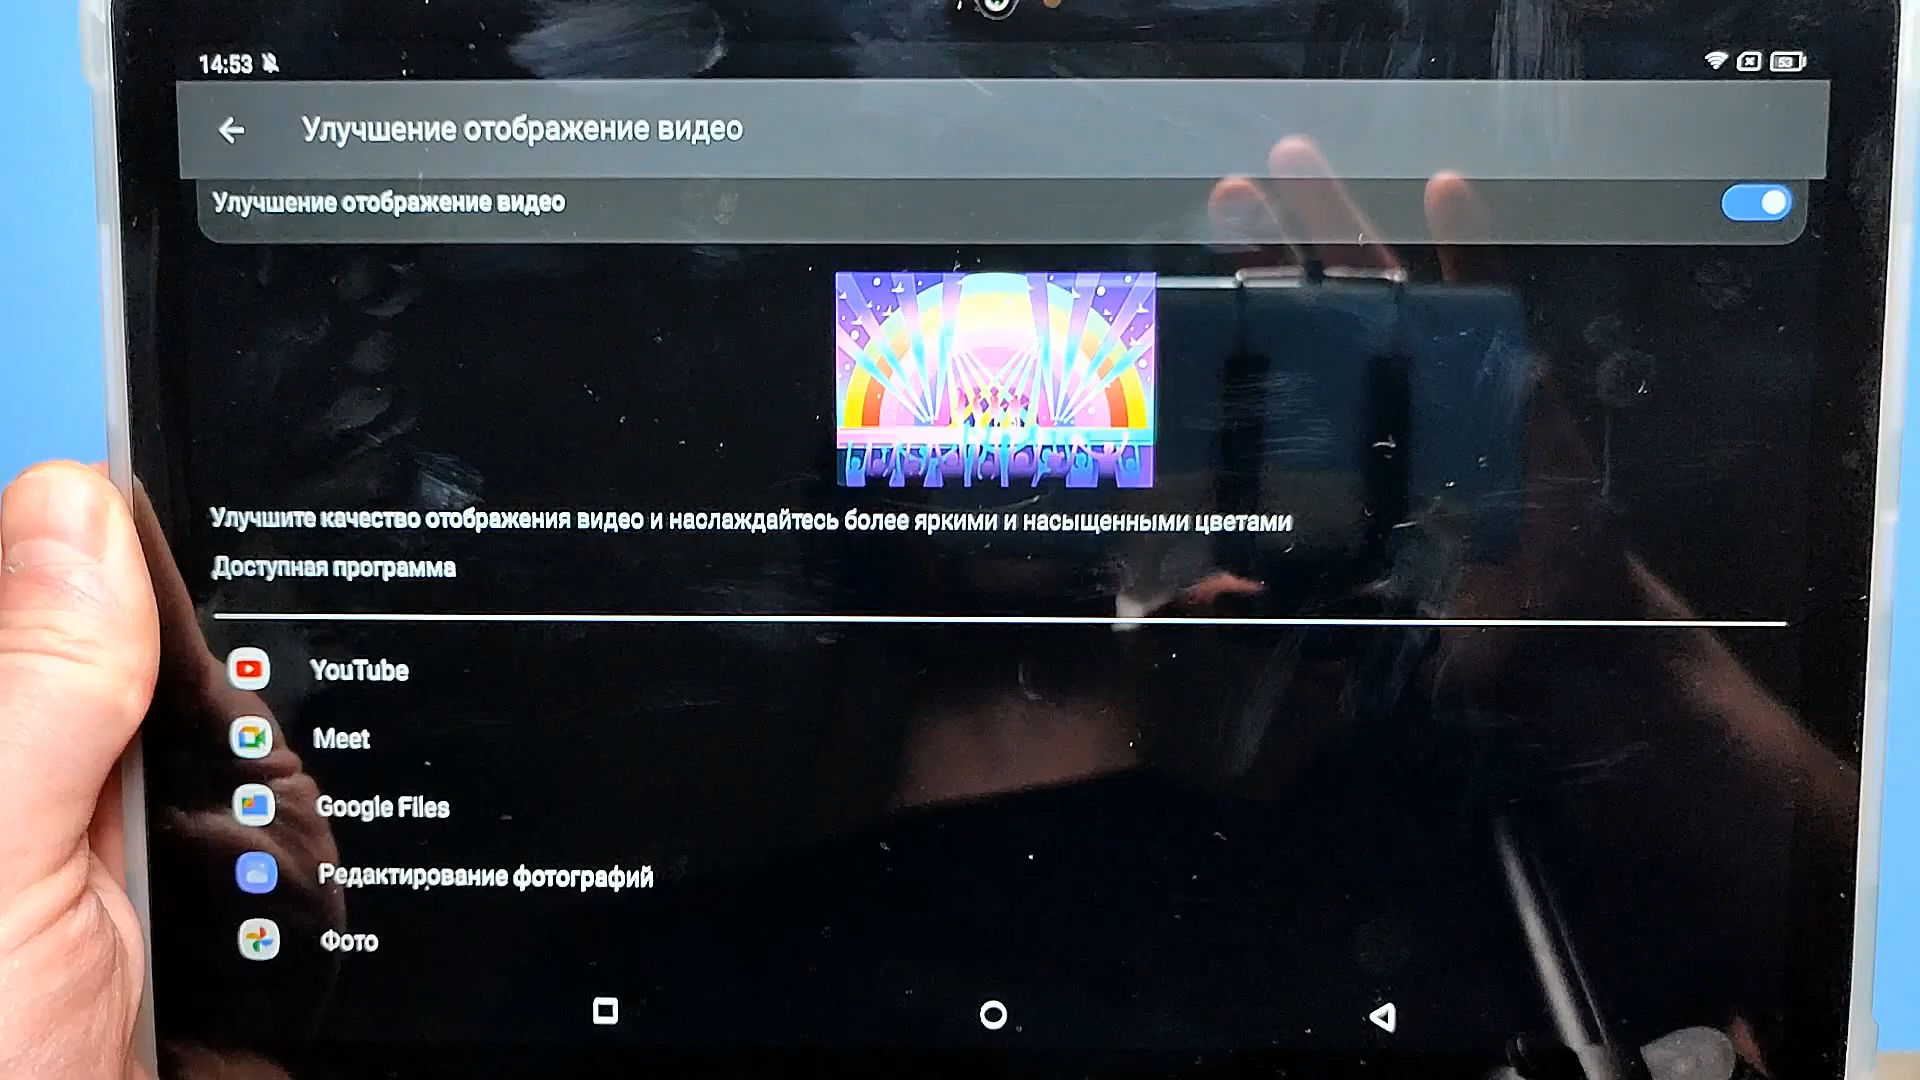 14:53
53
Улучшение отображение видео
Улучшение отображение видео
Улучшите качество отображения видео и наслаждайтесь более яркими и насыщенными цветами
Доступная программа
YouTube
Meet
Google Files
Редактирование фотографий
Фото